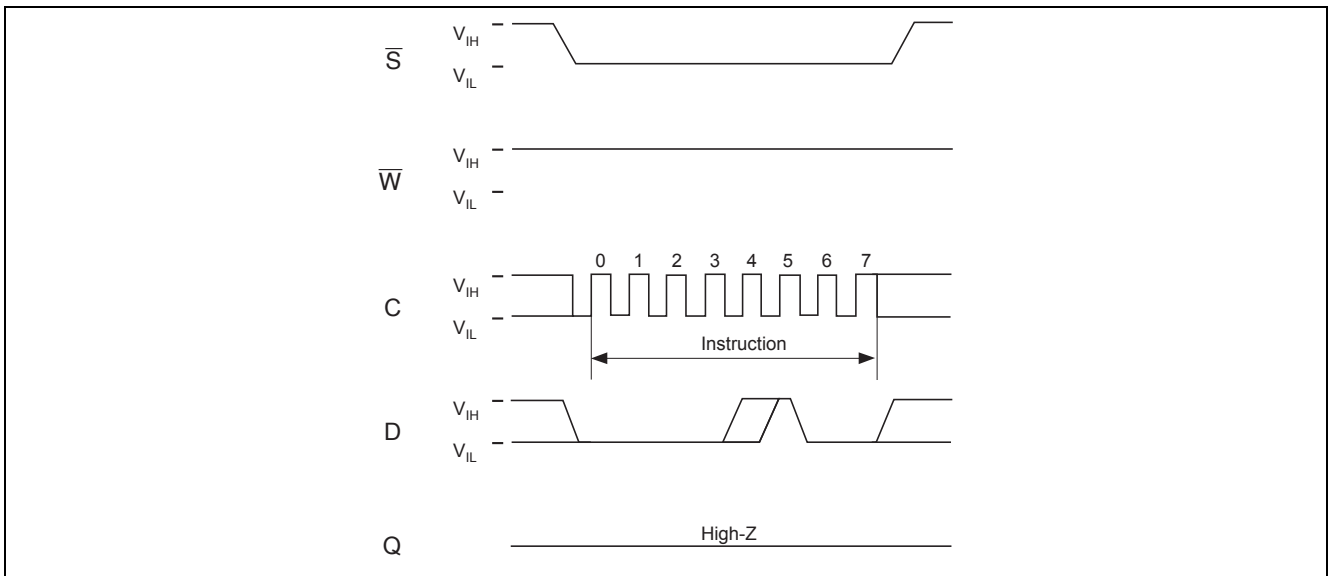 V_IH
S̅
V_IL
V_IH
W̅
V_IL
0 1 2 3 4 5 6 7
V_IH
C
V_IL
Instruction
V_IH
D
V_IL
High-Z
Q